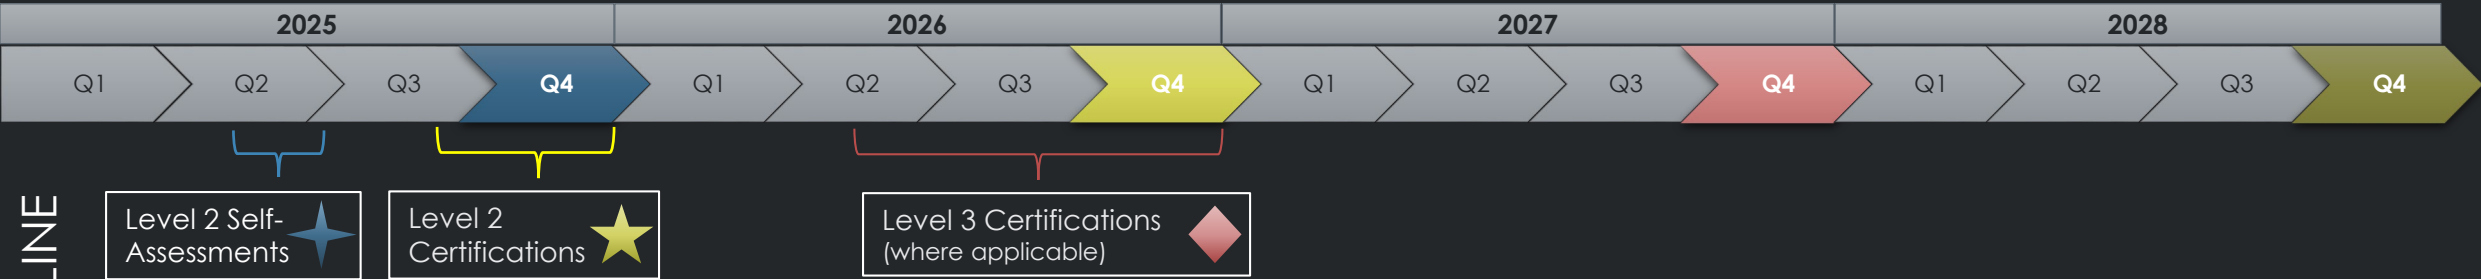 2025 2026 2027 2028
Q1 Q2 Q3 Q4 Q1 Q2 Q3 Q4 Q1 Q2 Q3 Q4 Q1 Q2 Q3 Q4
Level 2 Self-
Assessments
Level 2
Certifications
Level 3 Certifications
(where applicable)
LINE